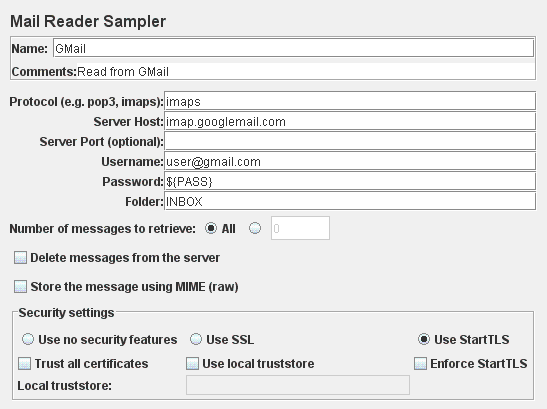 Mail Reader Sampler
Name: GMail
Comments: Read from GMail
Protocol (e.g. pop3, imaps): imaps
Server Host: imap.googlemail.com
Server Port (optional):
Username: user@gmail.com
Password: ${PASS}
Folder: INBOX
Number of messages to retrieve: All 0
Delete messages from the server
Store the message using MIME (raw)
Security settings
Use no security features Use SSL Use StartTLS
Trust all certificates Use local truststore Enforce StartTLS
Local truststore: